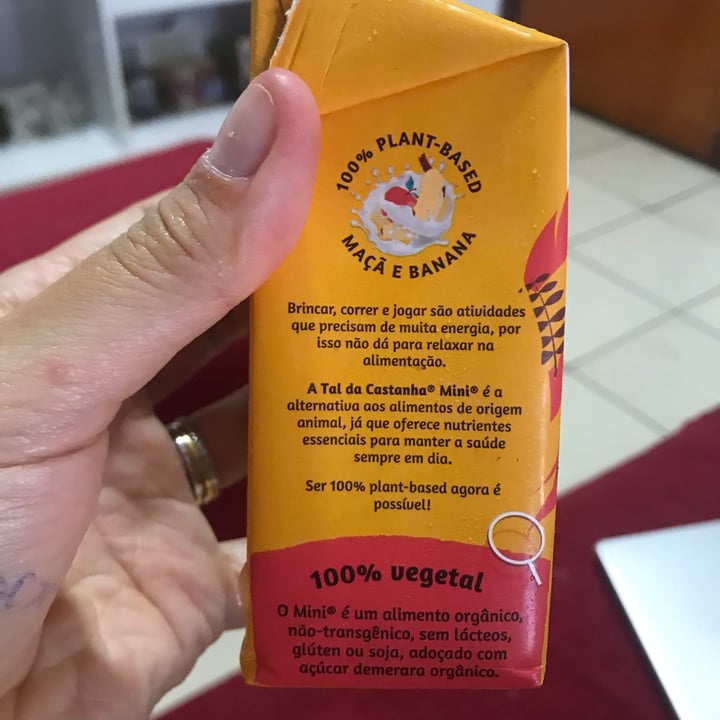 100% PLANT-BASED
MAÇÃ E BANANA
Brincar, correr e jogar são atividades
que precisam de muita energia, por
isso não dá para relaxar na
alimentação.
A Tal da Castanha® Mini® é a
alternativa aos alimentos de origem
animal, já que oferece nutrientes
essenciais para manter a saúde
sempre em dia.
Ser 100% plant-based agora é
possível!
100% vegetal
O Mini® é um alimento orgânico,
não-transgênico, sem lácteos,
glúten ou soja, adoçado com
açúcar demerara orgânico.